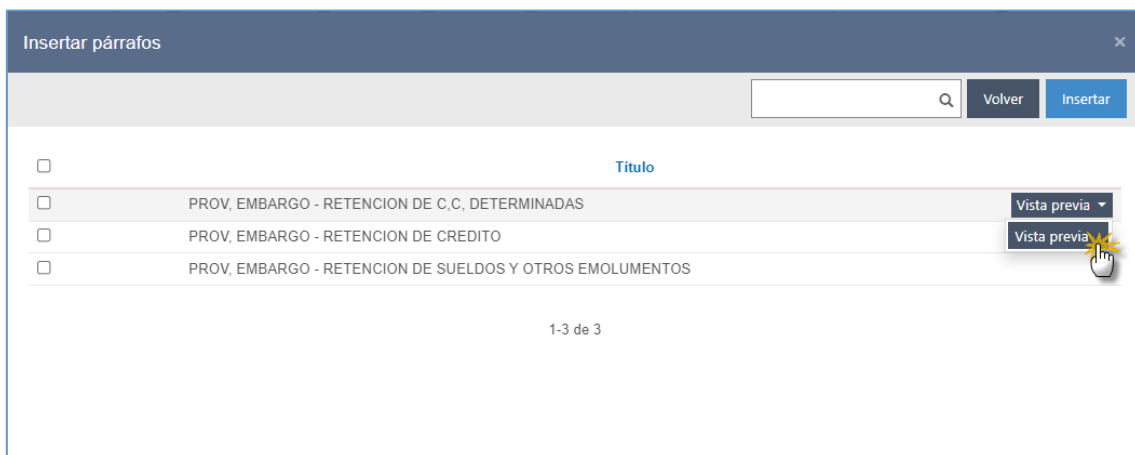 Insertar párrafos ×
Volver Insertar
Título
PROV, EMBARGO - RETENCION DE C,C, DETERMINADAS Vista previa
PROV, EMBARGO - RETENCION DE CREDITO Vista previa
PROV, EMBARGO - RETENCION DE SUELDOS Y OTROS EMOLUMENTOS
1-3 de 3